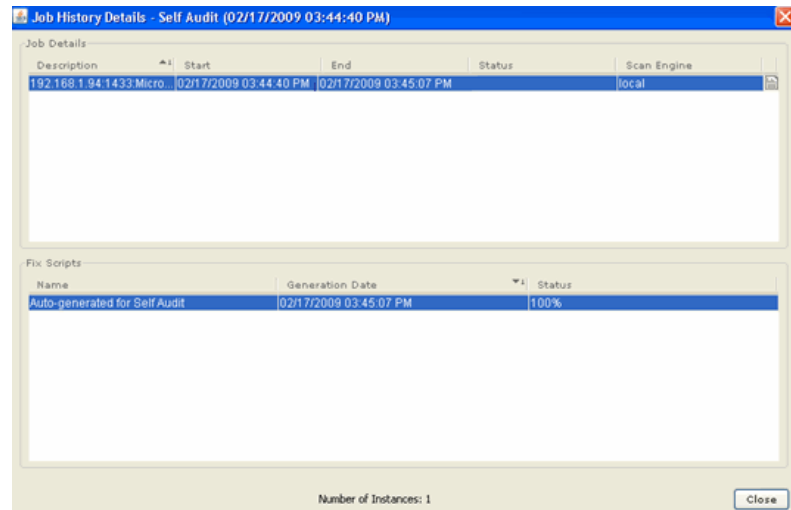 Job History Details - Self Audit (02/17/2009 03:44:40 PM)
Job Details
Description Start End Status Scan Engine
192.168.1.94:1433:Micro... 02/17/2009 03:44:40 PM 02/17/2009 03:45:07 PM local
Fix Scripts
Name Generation Date Status
Auto-generated for Self Audit 02/17/2009 03:45:07 PM 100%
Number of Instances: 1
Close